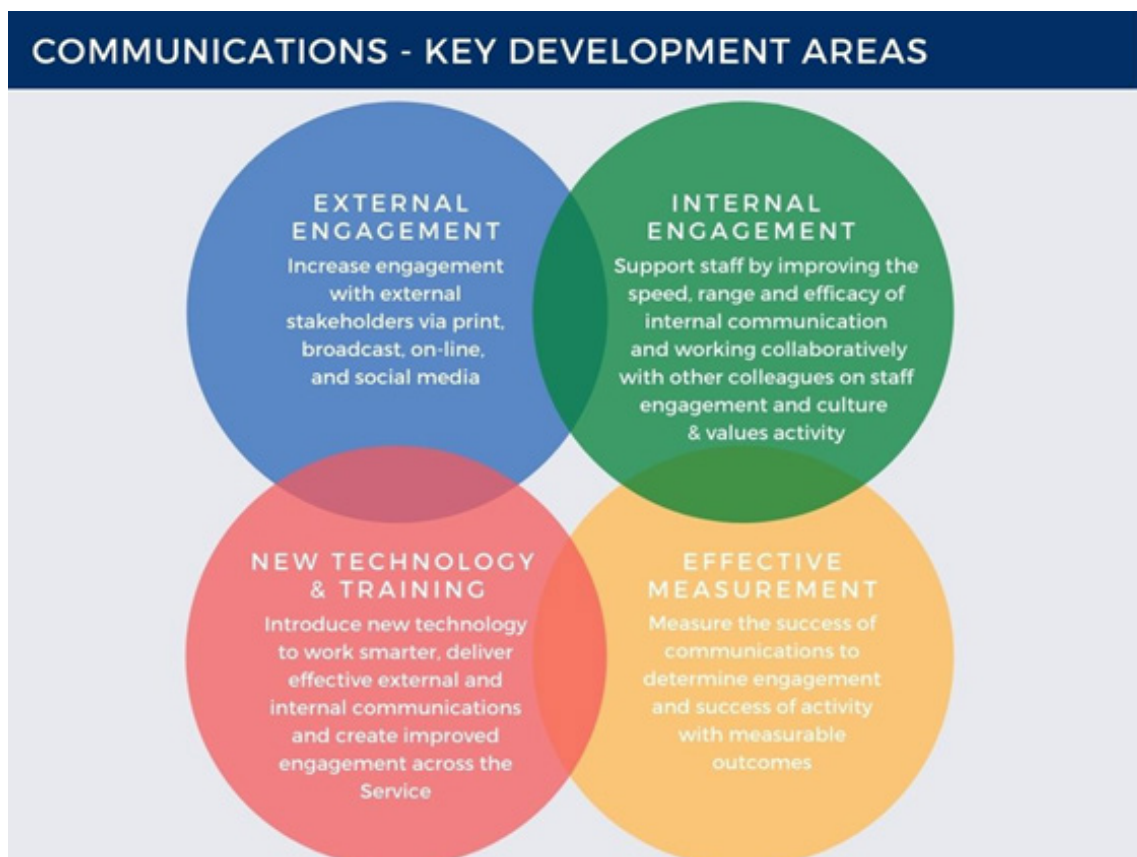 COMMUNICATIONS - KEY DEVELOPMENT AREAS
EXTERNAL
ENGAGEMENT
Increase engagement
with external
stakeholders via print,
broadcast, on-line,
and social media
INTERNAL
ENGAGEMENT
Support staff by improving the
speed, range and efficacy of
internal communication
and working collaboratively
with other colleagues on staff
engagement and culture
& values activity
NEW TECHNOLOGY
& TRAINING
Introduce new technology
to work smarter, deliver
effective external and
internal communications
and create improved
engagement across the
Service
EFFECTIVE
MEASUREMENT
Measure the success of
communications to
determine engagement
and success of activity
with measurable
outcomes